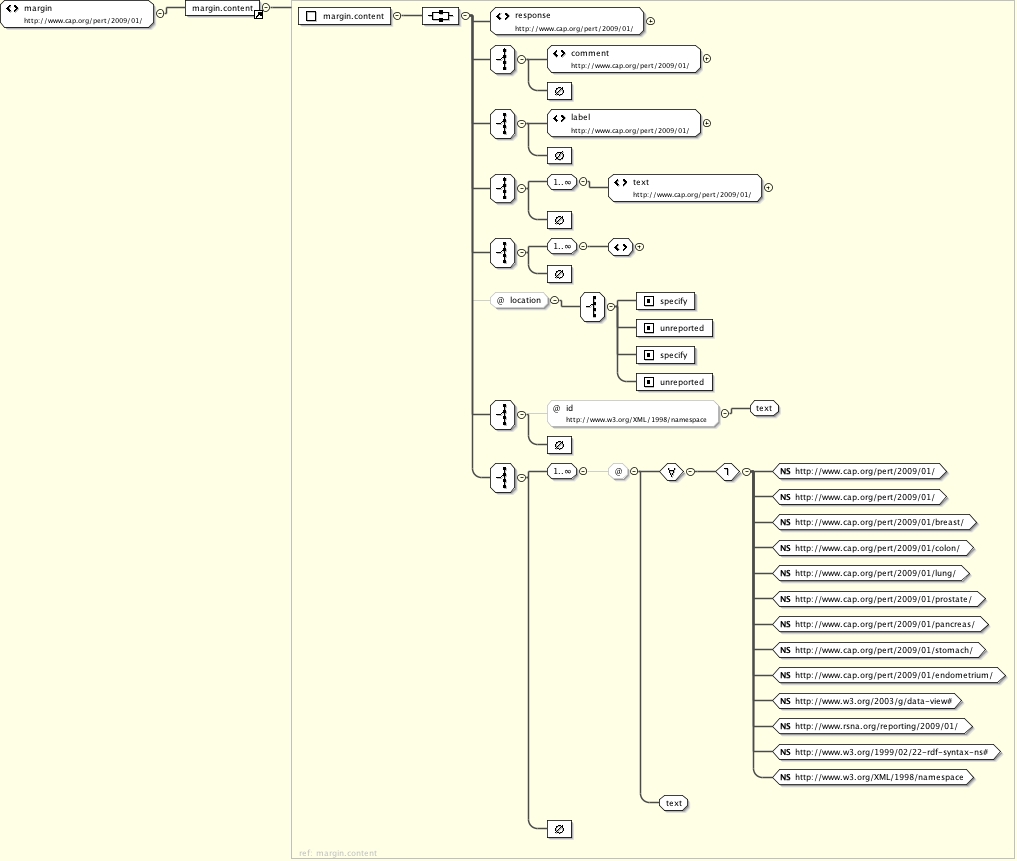 margin
http://www.cap.org/pert/2009/01/
margin.content
margin.content
response
http://www.cap.org/pert/2009/01/
comment
http://www.cap.org/pert/2009/01/
∅
label
http://www.cap.org/pert/2009/01/
∅
1..∞
text
http://www.cap.org/pert/2009/01/
∅
1..∞
∅
@ location
specify
unreported
specify
unreported
@ id
http://www.w3.org/XML/1998/namespace
text
∅
1..∞
@
∀
NS http://www.cap.org/pert/2009/01/
NS http://www.cap.org/pert/2009/01/
NS http://www.cap.org/pert/2009/01/breast/
NS http://www.cap.org/pert/2009/01/colon/
NS http://www.cap.org/pert/2009/01/lung/
NS http://www.cap.org/pert/2009/01/prostate/
NS http://www.cap.org/pert/2009/01/pancreas/
NS http://www.cap.org/pert/2009/01/stomach/
NS http://www.cap.org/pert/2009/01/endometrium/
NS http://www.w3.org/2003/g/data-view#
NS http://www.rsna.org/reporting/2009/01/
NS http://www.w3.org/1999/02/22-rdf-syntax-ns#
NS http://www.w3.org/XML/1998/namespace
text
∅
ref: margin.content